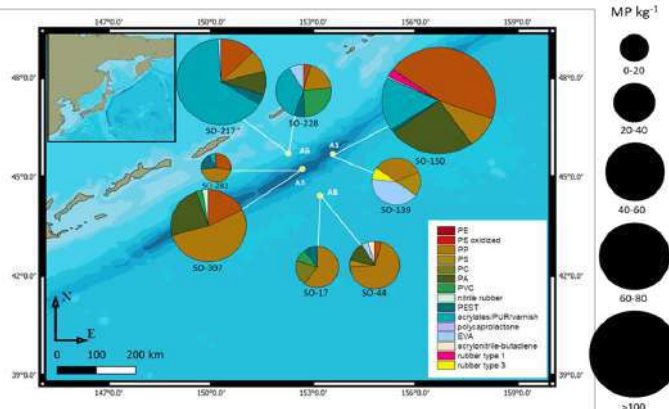 147°0.0'
150°0.0'
153°0.0'
156°0.0'
159°0.0'
MP kg⁻¹
48°0.0'
48°0.0'
0-20
SO-217
SO-228
SO-150
A6
A1
20-40
45°0.0'
45°0.0'
A5
A8
SO-139
40-60
SO-307
PE
PE oxidized
PP
PS
PC
PA
PVC
nitrile rubber
PEST
acrylates/PUR/varnish
polycaprolactone
EVA
acrylonitrile-butadiene
rubber type 1
rubber type 3
42°0.0'
42°0.0'
SO-17
SO-44
60-80
N
E
0 100 200 km
39°0.0'
39°0.0'
147°0.0'
150°0.0'
153°0.0'
156°0.0'
159°0.0'
>100